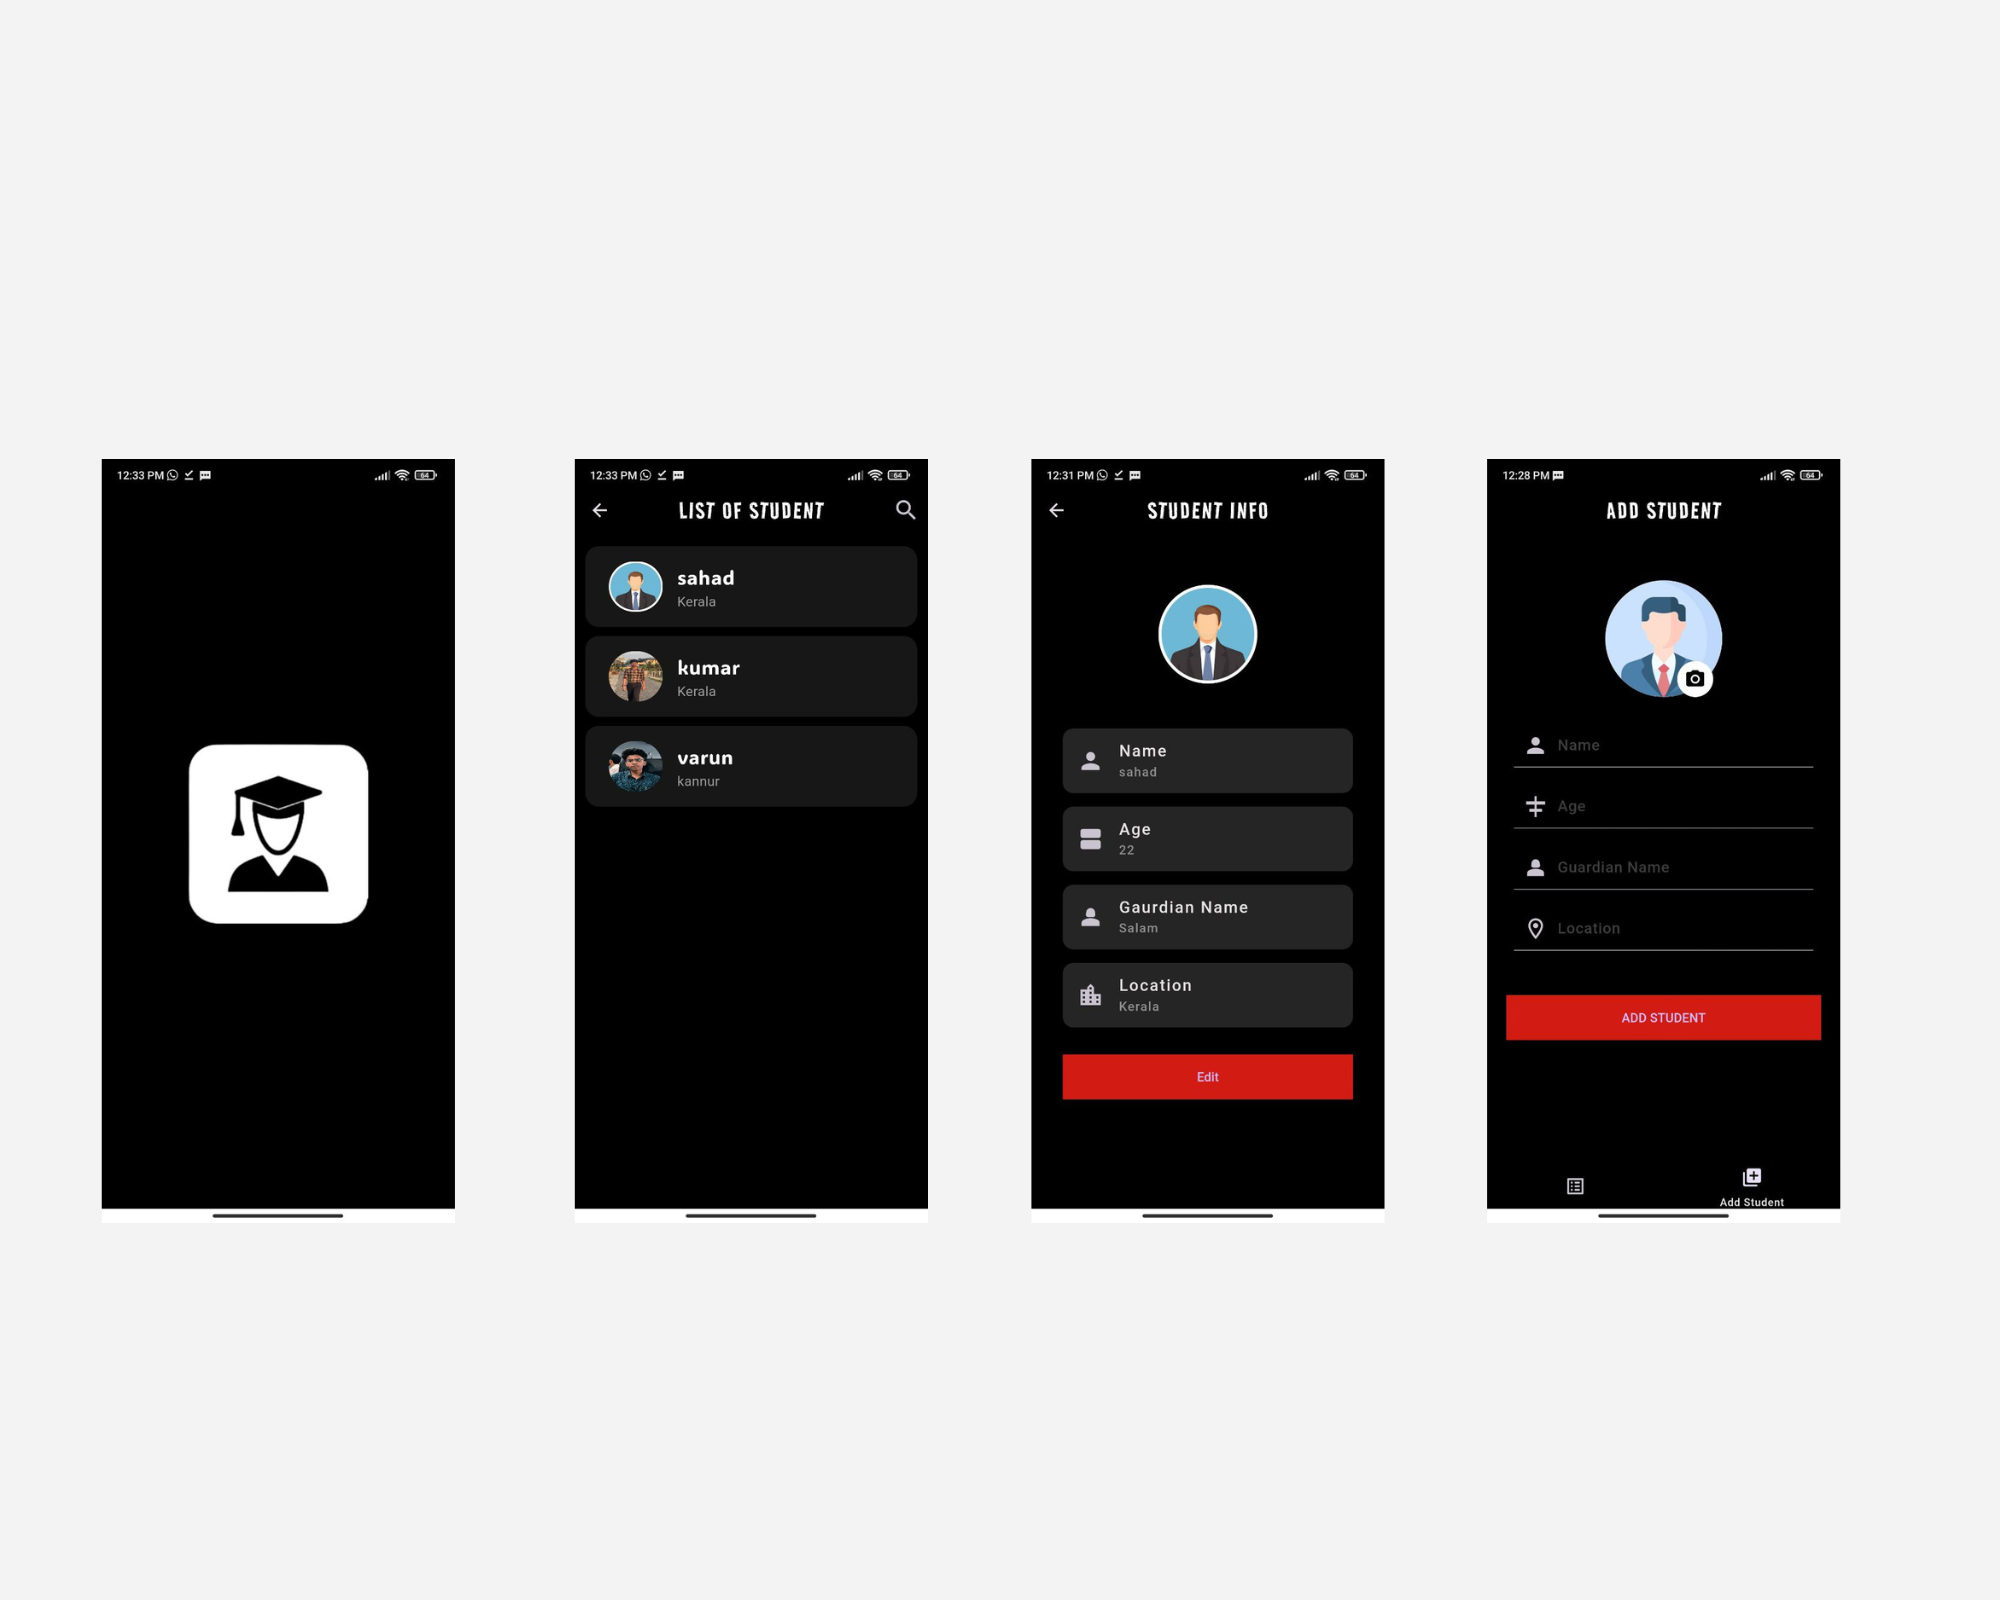 12:33 PM
64
12:33 PM
64
LIST OF STUDENT
sahad
Kerala
kumar
Kerala
varun
kannur
12:31 PM
64
STUDENT INFO
Name
sahad
Age
22
Gaurdian Name
Salam
Location
Kerala
Edit
12:28 PM
64
ADD STUDENT
Name
Age
Guardian Name
Location
ADD STUDENT
Add Student